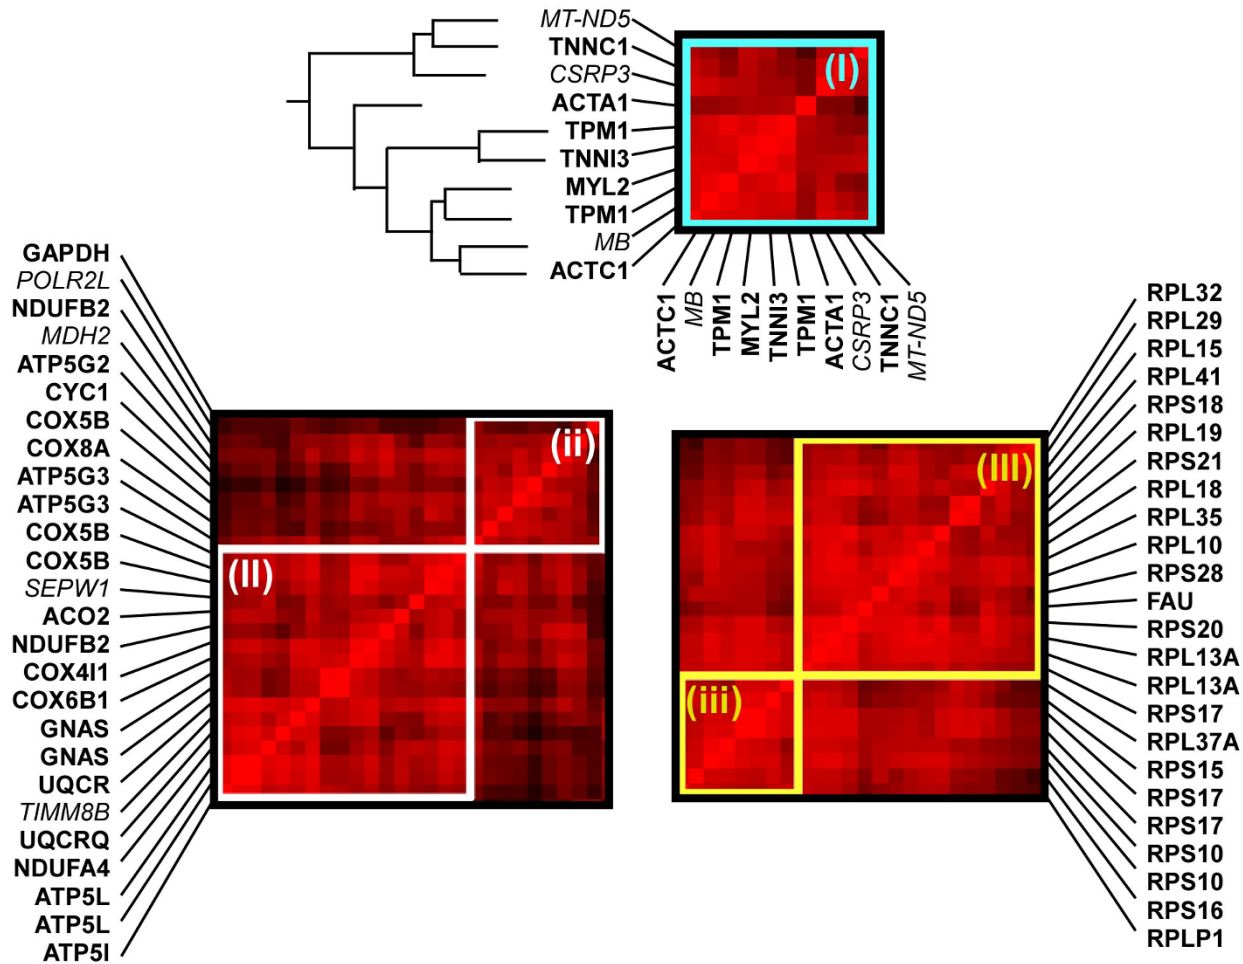 MT-ND5
TNNC1
CSRP3
ACTA1
TPM1
TNNI3
MYL2
TPM1
MB
ACTC1
(I)
ACTC1
MB
TPM1
MYL2
TNNI3
TPM1
ACTA1
CSRP3
TNNC1
MT-ND5
GAPDH
POLR2L
NDUFB2
MDH2
ATP5G2
CYC1
COX5B
COX8A
ATP5G3
ATP5G3
COX5B
COX5B
SEPW1
ACO2
NDUFB2
COX4I1
COX6B1
GNAS
GNAS
UQCR
TIMM8B
UQCRQ
NDUFA4
ATP5L
ATP5L
ATP5I
(ii)
(II)
(III)
(iii)
RPL32
RPL29
RPL15
RPL41
RPS18
RPL19
RPS21
RPL18
RPL35
RPL10
RPS28
FAU
RPS20
RPL13A
RPL13A
RPS17
RPL37A
RPS15
RPS17
RPS17
RPS10
RPS10
RPS16
RPLP1